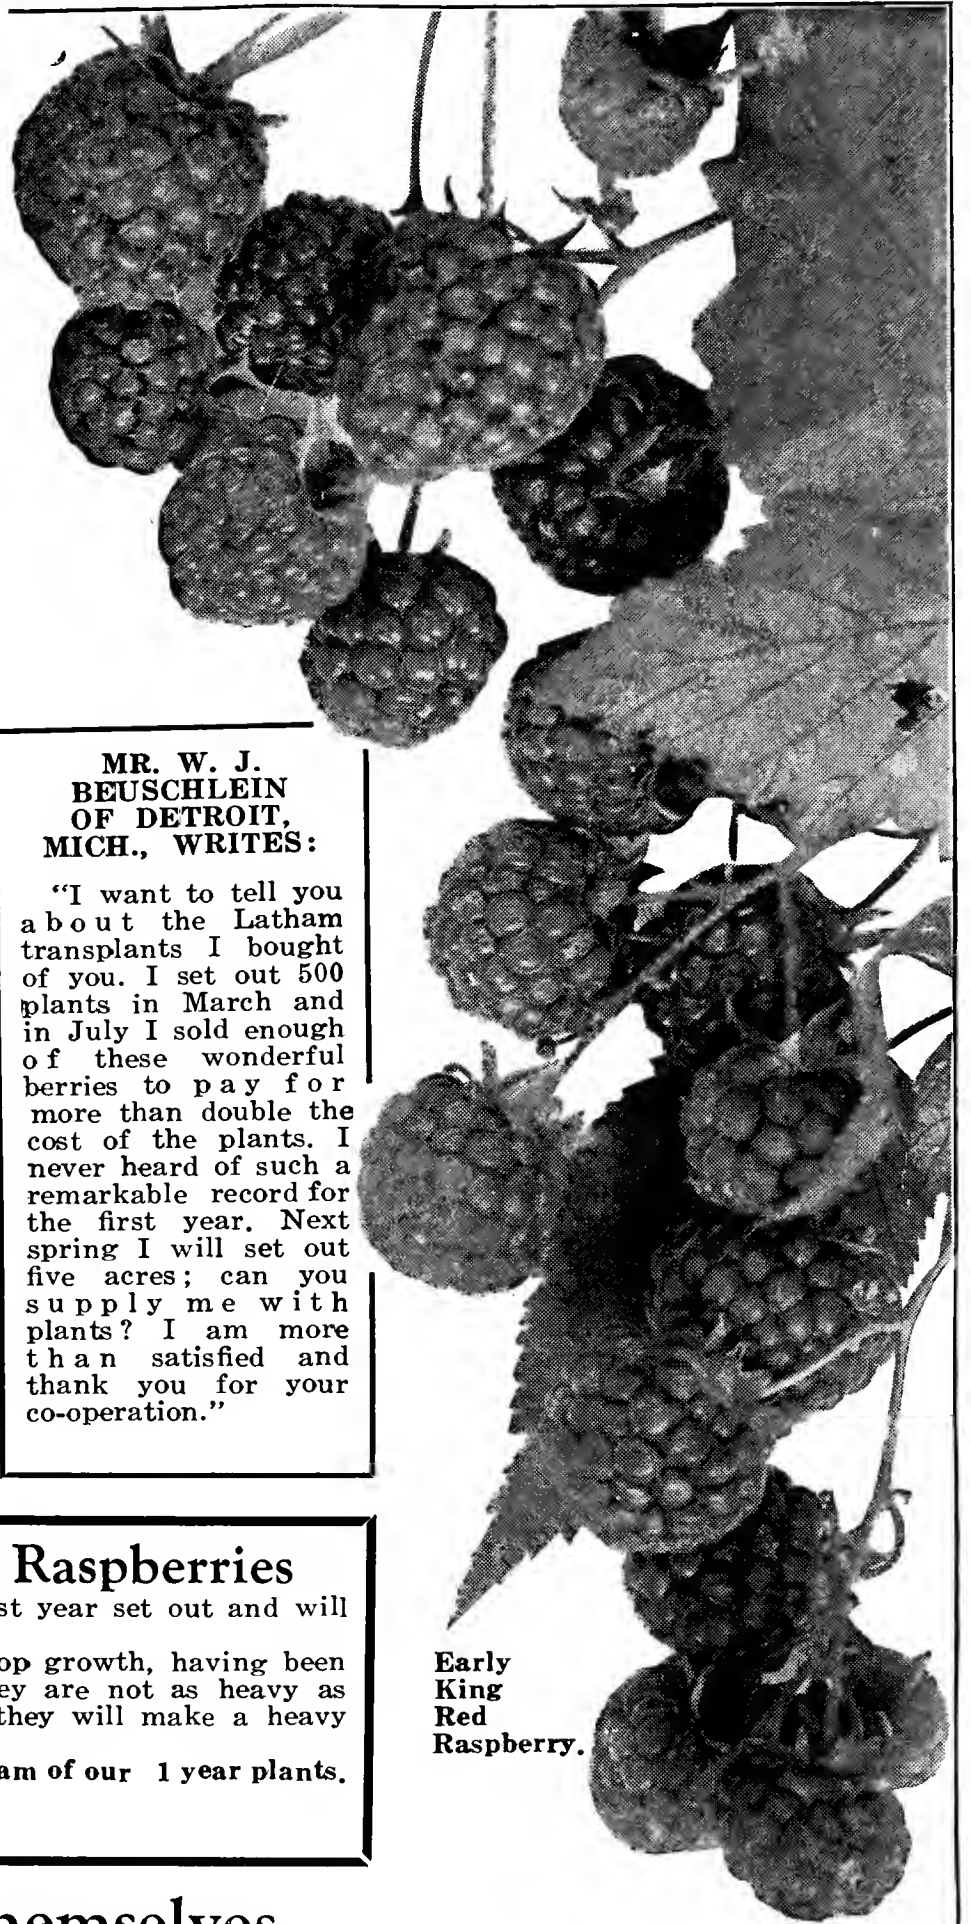 MR. W. J.
BEUSCHLEIN
OF DETROIT,
MICH., WRITES:
"I want to tell you
about the Latham
transplants I bought
of you. I set out 500
plants in March and
in July I sold enough
of these wonderful
berries to pay for
more than double the
cost of the plants. I
never heard of such a
remarkable record for
the first year. Next
spring I will set out
five acres; can you
supply me with
plants? I am more
than satisfied and
thank you for your
co-operation."
Raspberries
st year set out and will
op growth, having been
ey are not as heavy as
they will make a heavy
am of our 1 year plants.
Early
King
Red
Raspberry.